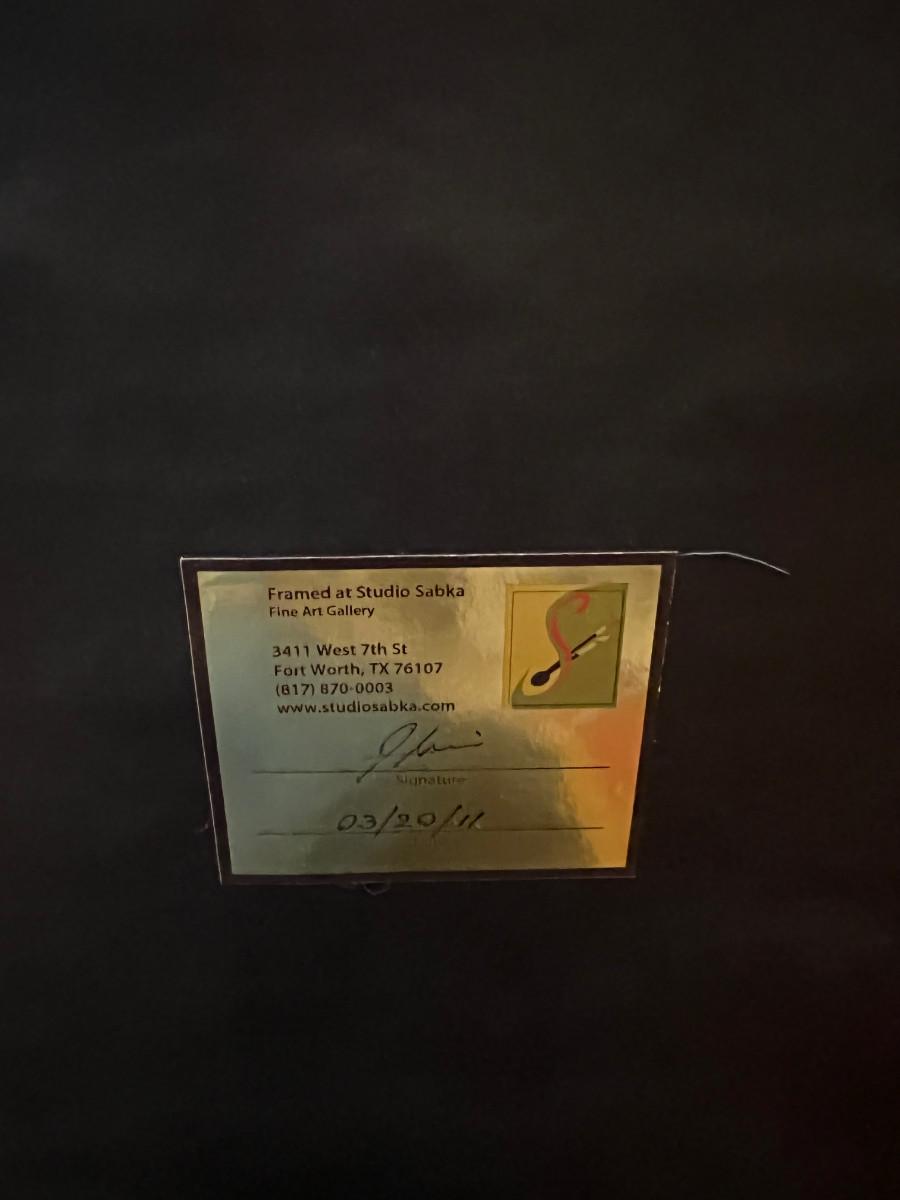 Framed at Studio Sabka
Fine Art Gallery
3411 West 7th St
Fort Worth, TX 76107
(817) 870-0003
www.studiosabka.com
Signature
03/20/11